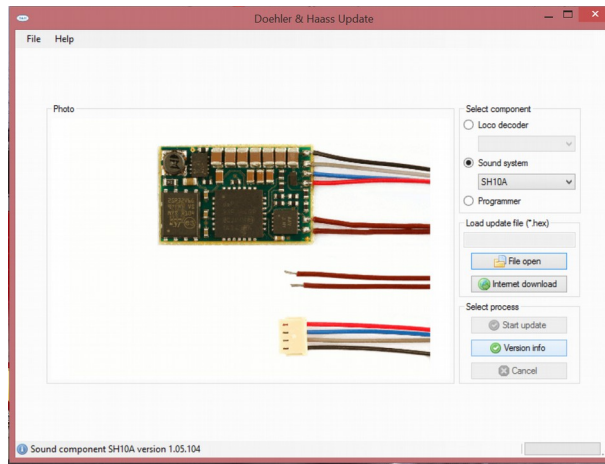 Doehler & Haass Update
File Help
Photo
Select component
Loco decoder
Sound system
SH10A
Programmer
Load update file (*.hex)
File open
Internet download
Select process
Start update
Version info
Cancel
Sound component SH10A version 1.05.104